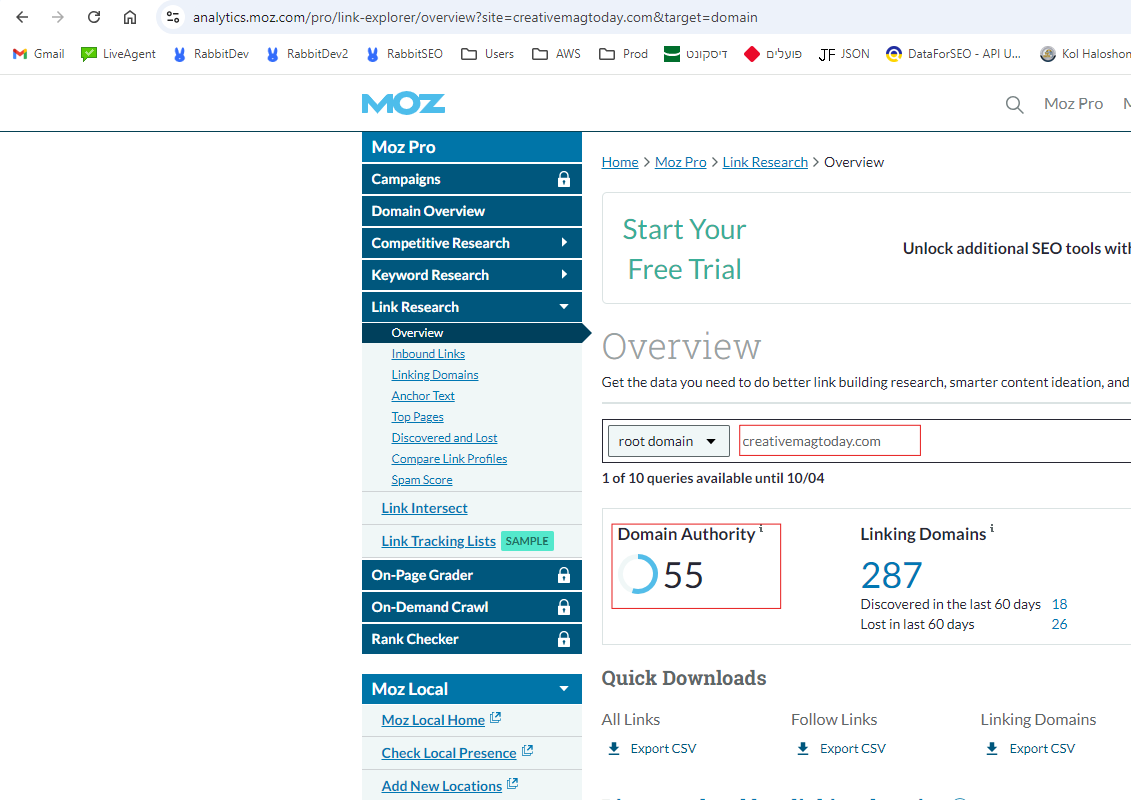 analytics.moz.com/pro/link-explorer/overview?site=creativemagtoday.com&target=domain
Gmail LiveAgent RabbitDev RabbitDev2 RabbitSEO Users AWS Prod דיסקונט פועלים JSON DataForSEO - API U... Kol Haloshon
MOZ
Moz Pro
Moz Pro
Campaigns
Domain Overview
Competitive Research
Keyword Research
Link Research
Overview
Inbound Links
Linking Domains
Anchor Text
Top Pages
Discovered and Lost
Compare Link Profiles
Spam Score
Link Intersect
Link Tracking Lists SAMPLE
On-Page Grader
On-Demand Crawl
Rank Checker
Moz Local
Moz Local Home
Check Local Presence
Add New Locations
Home > Moz Pro > Link Research > Overview
Start Your
Free Trial
Unlock additional SEO tools with
Overview
Get the data you need to do better link building research, smarter content ideation, and
root domain creativemagtoday.com
1 of 10 queries available until 10/04
Domain Authority i
55
Linking Domains i
287
Discovered in the last 60 days 18
Lost in last 60 days 26
Quick Downloads
All Links Follow Links Linking Domains
Export CSV Export CSV Export CSV